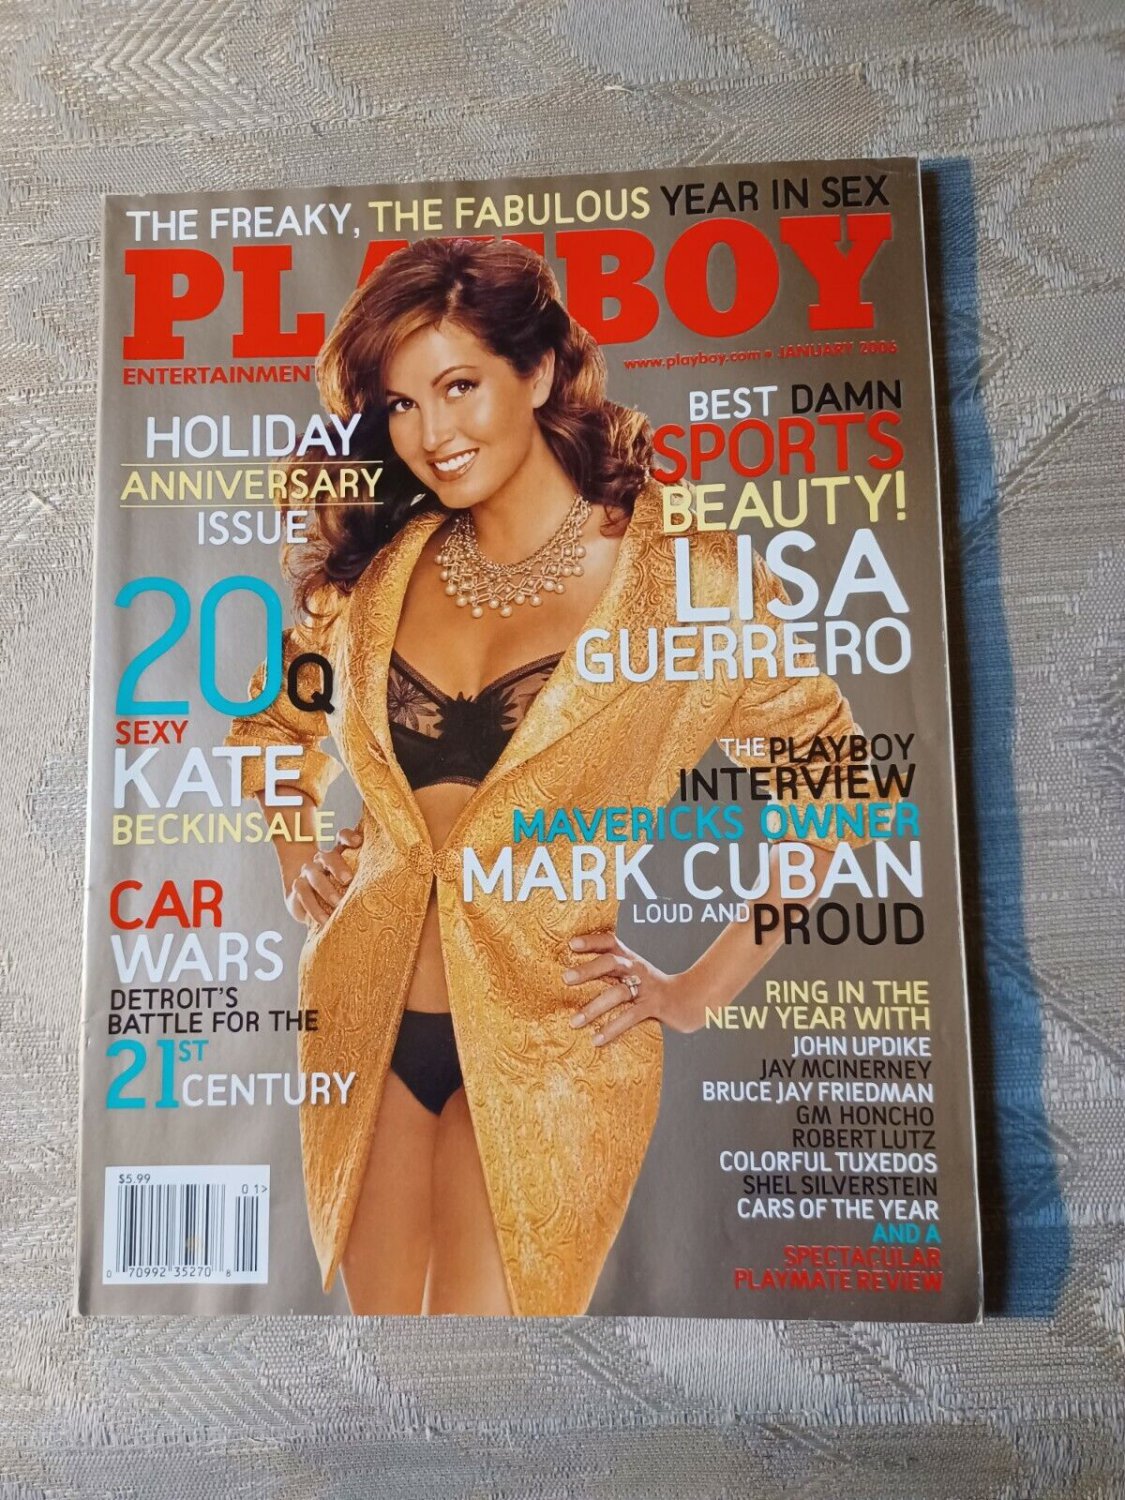 THE FREAKY, THE FABULOUS YEAR IN SEX
PLAYBOY
ENTERTAINMENT
www.playboy.com • JANUARY 2006
HOLIDAY
ANNIVERSARY
ISSUE
20Q
SEXY
KATE
BECKINSALE
CAR
WARS
DETROIT'S
BATTLE FOR THE
21ST
CENTURY
$5.99
01>
0 70992 35270 8
BEST DAMN
SPORTS
BEAUTY!
LISA
GUERRERO
THE PLAYBOY
INTERVIEW
MAVERICKS OWNER
MARK CUBAN
LOUD AND PROUD
RING IN THE
NEW YEAR WITH
JOHN UPDIKE
JAY MCINERNEY
BRUCE JAY FRIEDMAN
GM HONCHO
ROBERT LUTZ
COLORFUL TUXEDOS
SHEL SILVERSTEIN
CARS OF THE YEAR
AND A
SPECTACULAR
PLAYMATE REVIEW